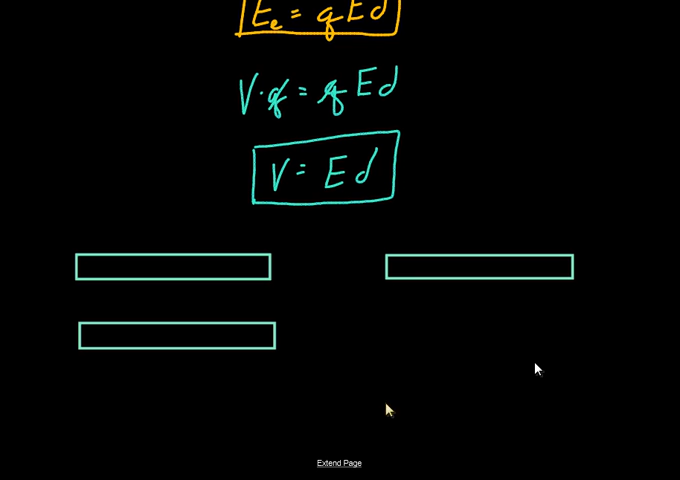 Eₑ = qEd
V·q = qEd
V = Ed
Extend Page